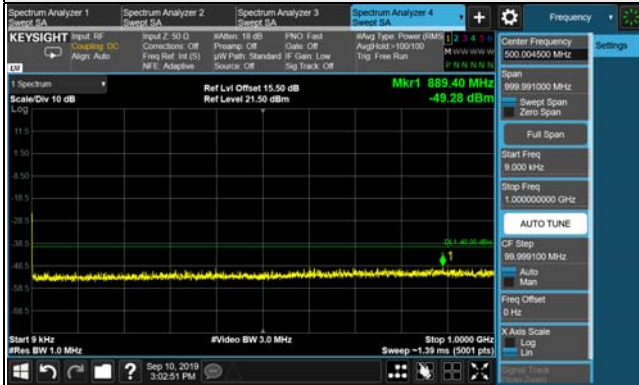 Spectrum Analyzer 1 Swept SA
Spectrum Analyzer 2 Swept SA
Spectrum Analyzer 3 Swept SA
Spectrum Analyzer 4 Swept SA
Frequency
KEYSIGHT
Input: RF
Coupling: DC
Align: Auto
Input Z: 50 Ω
Corrections: Off
Freq Ref: Int (S)
NFE: Adaptive
#Atten: 18 dB
Preamp: Off
µW Path: Standard
Source: Off
PNO: Fast
Gate: Off
IF Gain: Low
Sig Track: Off
#Avg Type: Power (RMS
Avg|Hold:>100/100
Trig: Free Run
1 2 3 4 5 6
M W W W W W
P N N N N N
LXI
1 Spectrum
Scale/Div 10 dB
Log
Ref Lvl Offset 15.50 dB
Ref Level 21.50 dBm
Mkr1 889.40 MHz
-49.28 dBm
11.5
1.50
-8.50
-18.5
-28.5
-38.5
-48.5
-58.5
-68.5
DL1 -40.00 dBm
1
Start 9 kHz
#Res BW 1.0 MHz
#Video BW 3.0 MHz
Stop 1.0000 GHz
Sweep ~1.39 ms (5001 pts)
Sep 10, 2019
3:02:51 PM
Center Frequency
500.004500 MHz
Settings
Span
999.991000 MHz
Swept Span
Zero Span
Full Span
Start Freq
9.000 kHz
Stop Freq
1.000000000 GHz
AUTO TUNE
CF Step
99.999100 MHz
Auto
Man
Freq Offset
0 Hz
X Axis Scale
Log
Lin
Signal Track
(Span Zoom)